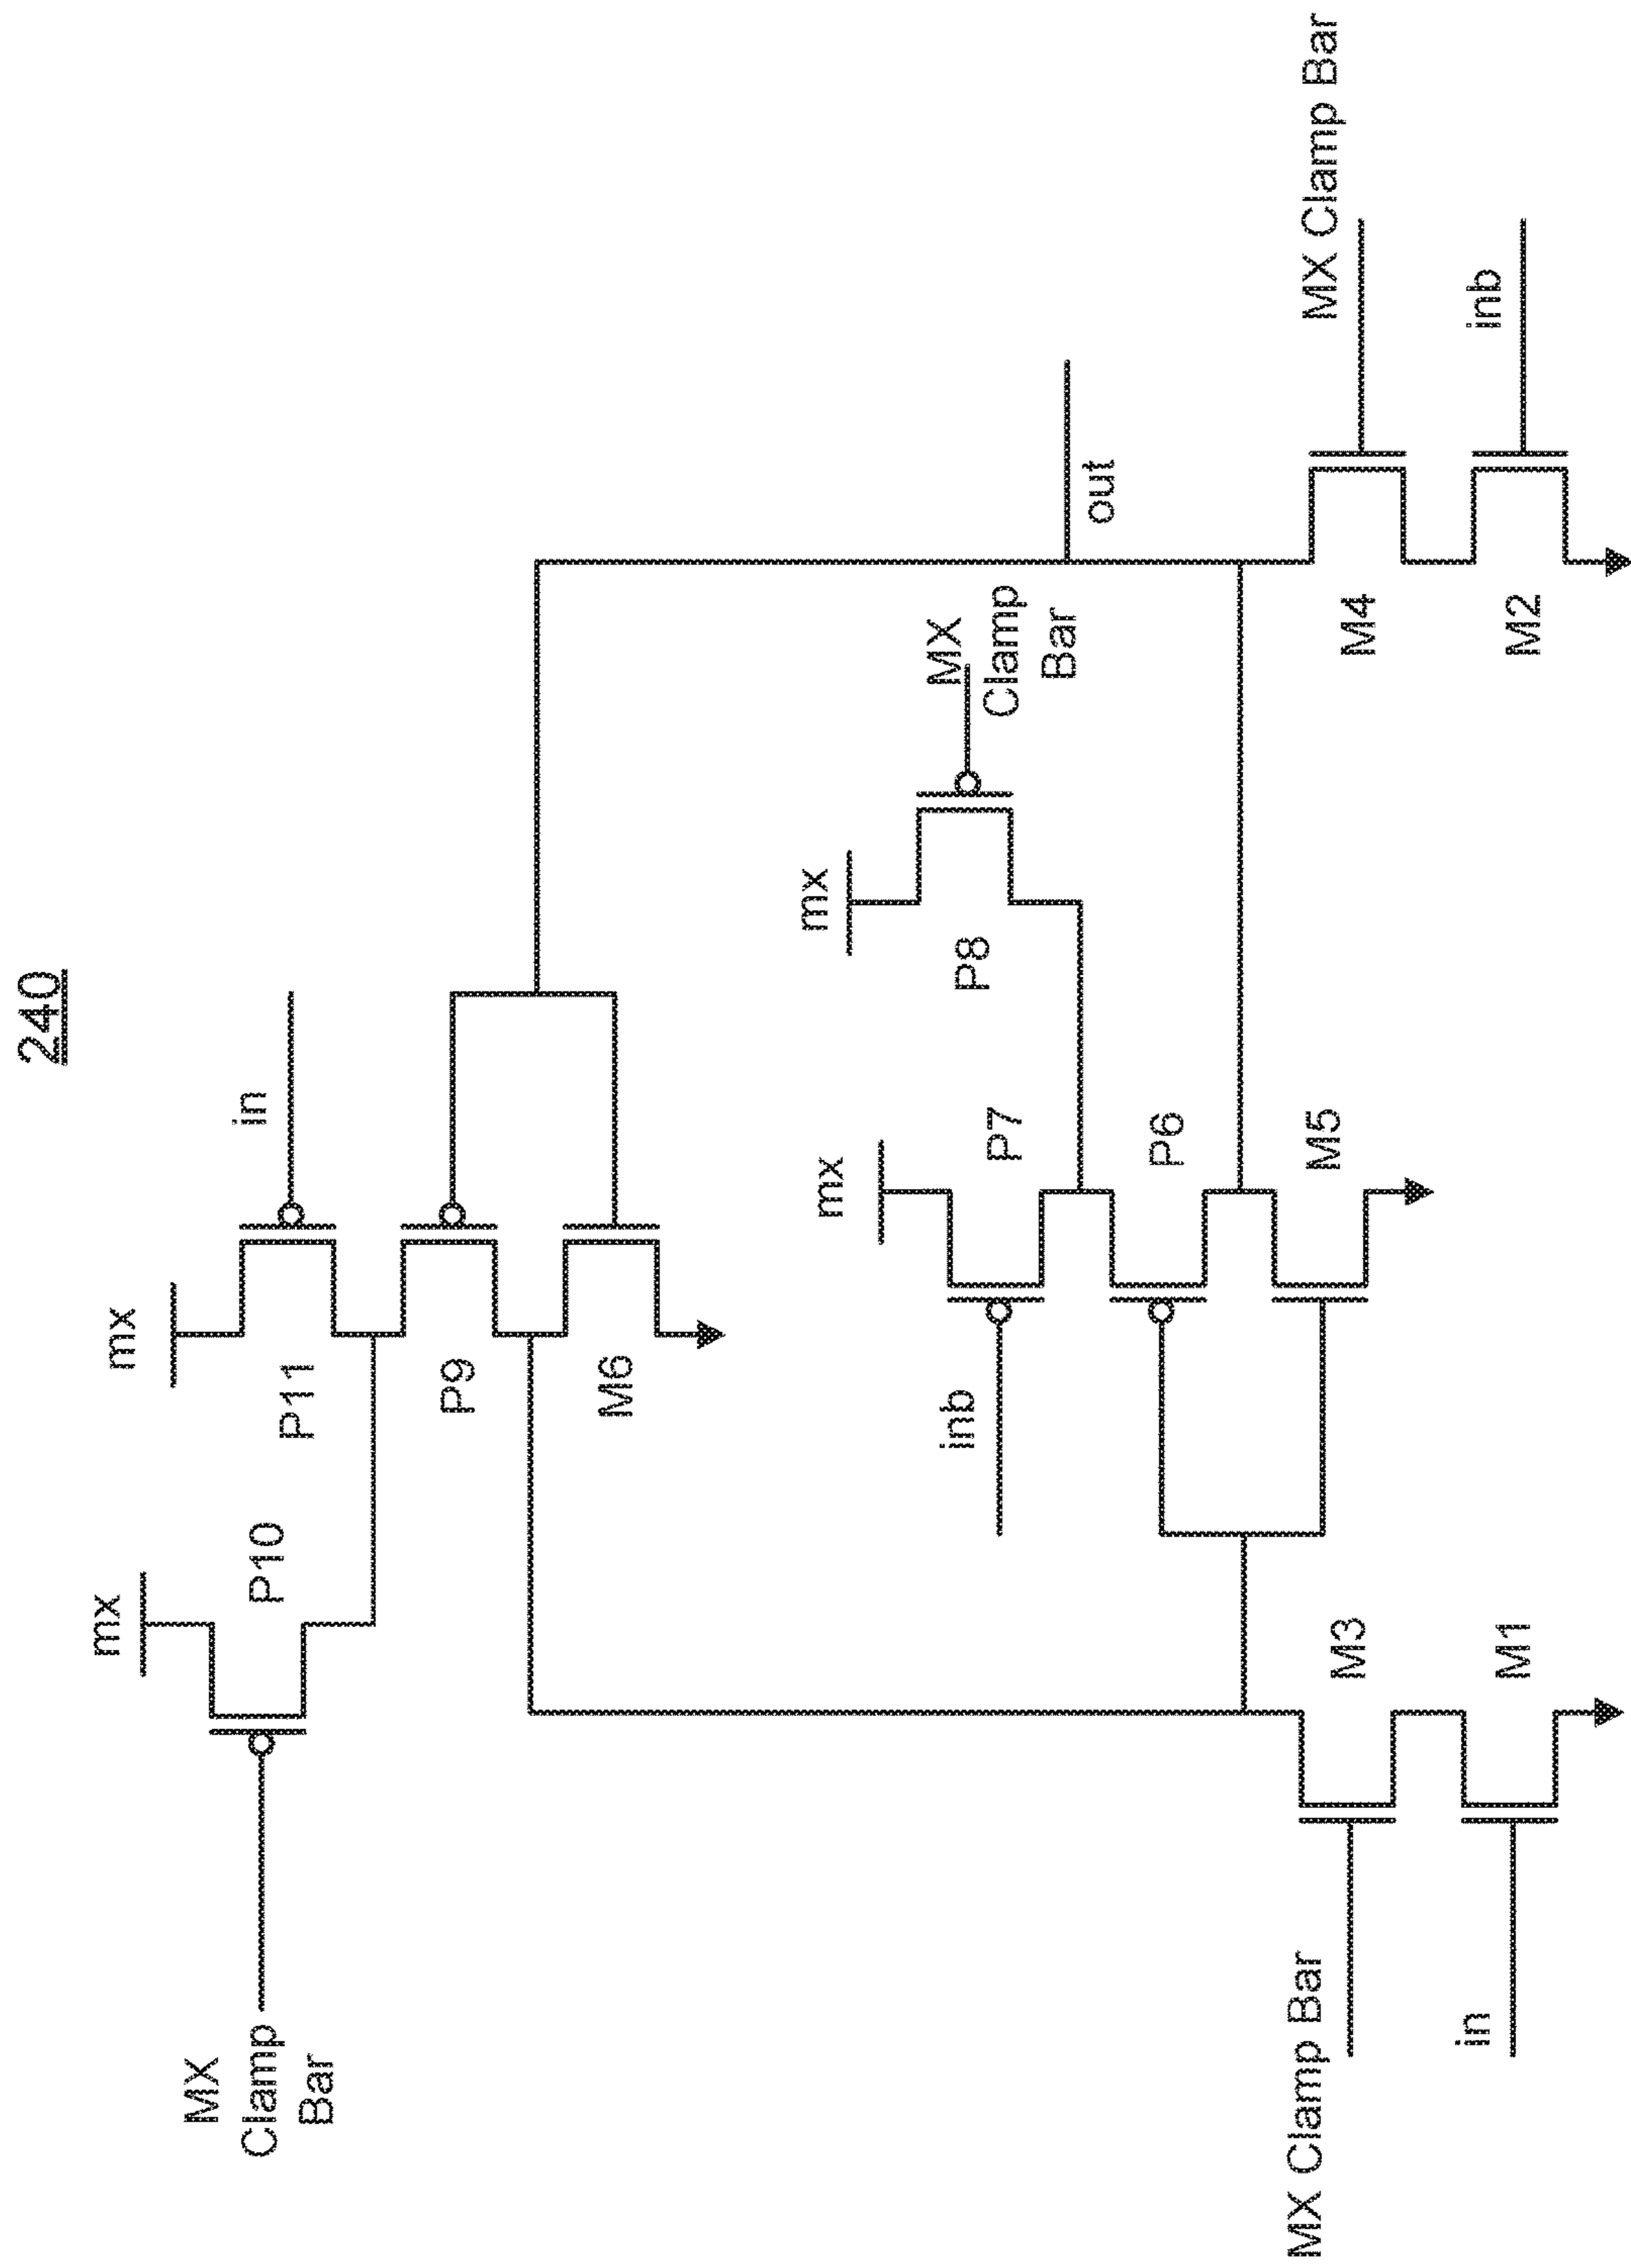 240
mx
MX
Clamp
Bar
P10
mx
P11
in
P9
M6
mx
inb
P7
P6
M5
mx
P8
MX
Clamp
Bar
out
MX Clamp Bar
in
M3
M1
M4
M2
MX Clamp Bar
inb